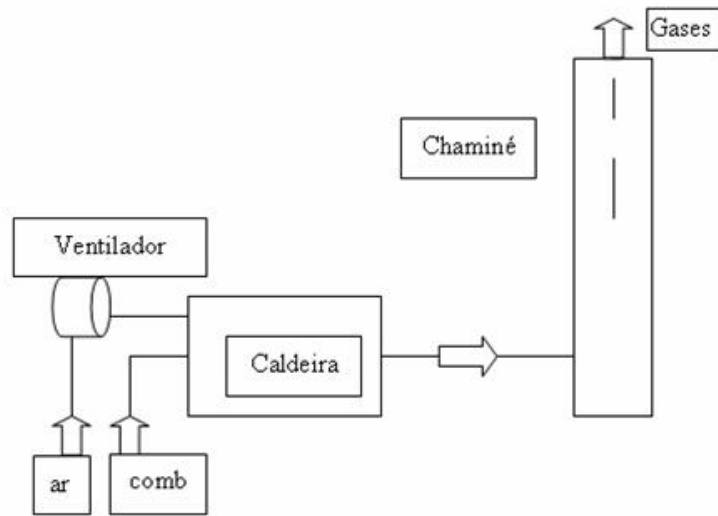 Gases
Chaminé
Ventilador
Caldeira
ar
comb